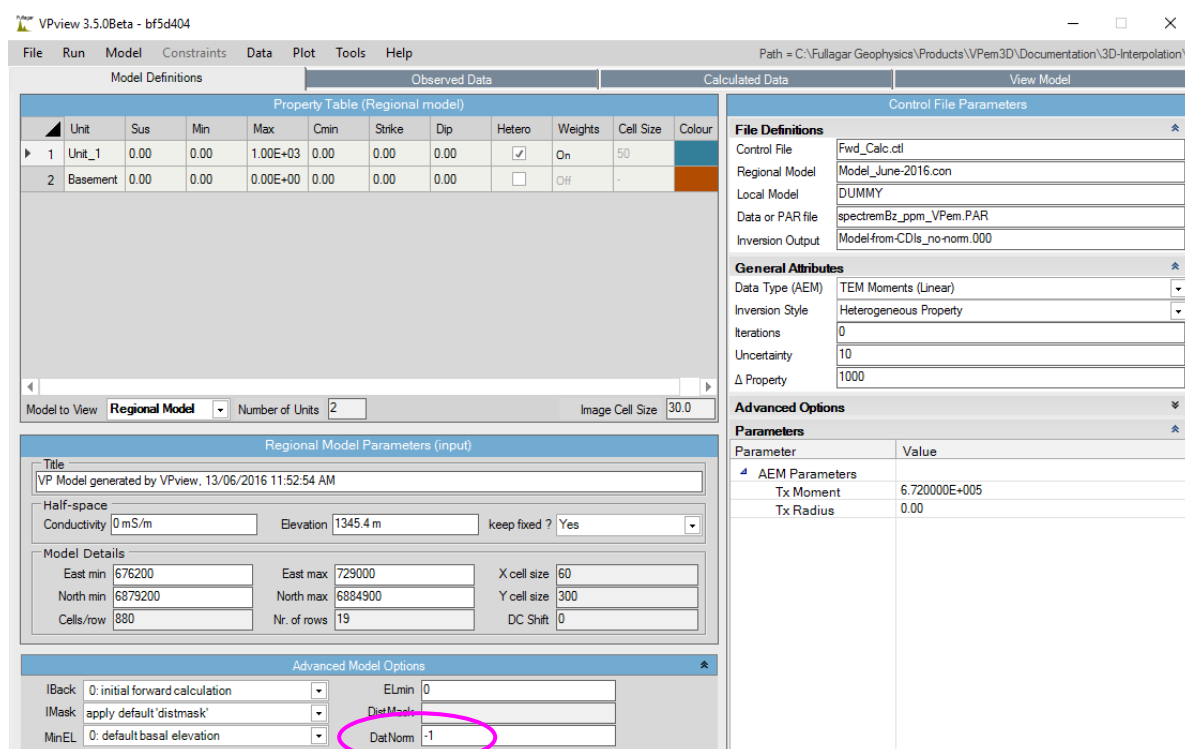 VPview 3.5.0Beta - bf5d404
File Run Model Constraints Data Plot Tools Help Path = C:\Fullagar Geophysics\Products\VPem3D\Documentation\3D-Interpolation\
Model Definitions Observed Data Calculated Data View Model
Property Table (Regional model)
Unit Sus Min Max Cmin Strike Dip Hetero Weights Cell Size Colour
1 Unit_1 0.00 0.00 1.00E+03 0.00 0.00 0.00 On 50
2 Basement 0.00 0.00 0.00E+00 0.00 0.00 0.00 Off -
Model to View Regional Model Number of Units 2 Image Cell Size 30.0
Regional Model Parameters (input)
Title
VP Model generated by VPview, 13/06/2016 11:52:54 AM
Half-space
Conductivity 0 mS/m Elevation 1345.4 m keep fixed ? Yes
Model Details
East min 676200 East max 729000 X cell size 60
North min 6879200 North max 6884900 Y cell size 300
Cells/row 880 Nr. of rows 19 DC Shift 0
Advanced Model Options
IBack 0: initial forward calculation ELmin 0
IMask apply default 'distmask' DistMask
MinEL 0: default basal elevation DatNorm -1
Control File Parameters
File Definitions
Control File Fwd_Calc.ctl
Regional Model Model_June-2016.con
Local Model DUMMY
Data or PAR file spectremBz_ppm_VPem.PAR
Inversion Output Model-from-CDIs_no-norm.000
General Attributes
Data Type (AEM) TEM Moments (Linear)
Inversion Style Heterogeneous Property
Iterations 0
Uncertainty 10
Δ Property 1000
Advanced Options
Parameters
Parameter Value
AEM Parameters
Tx Moment 6.720000E+005
Tx Radius 0.00